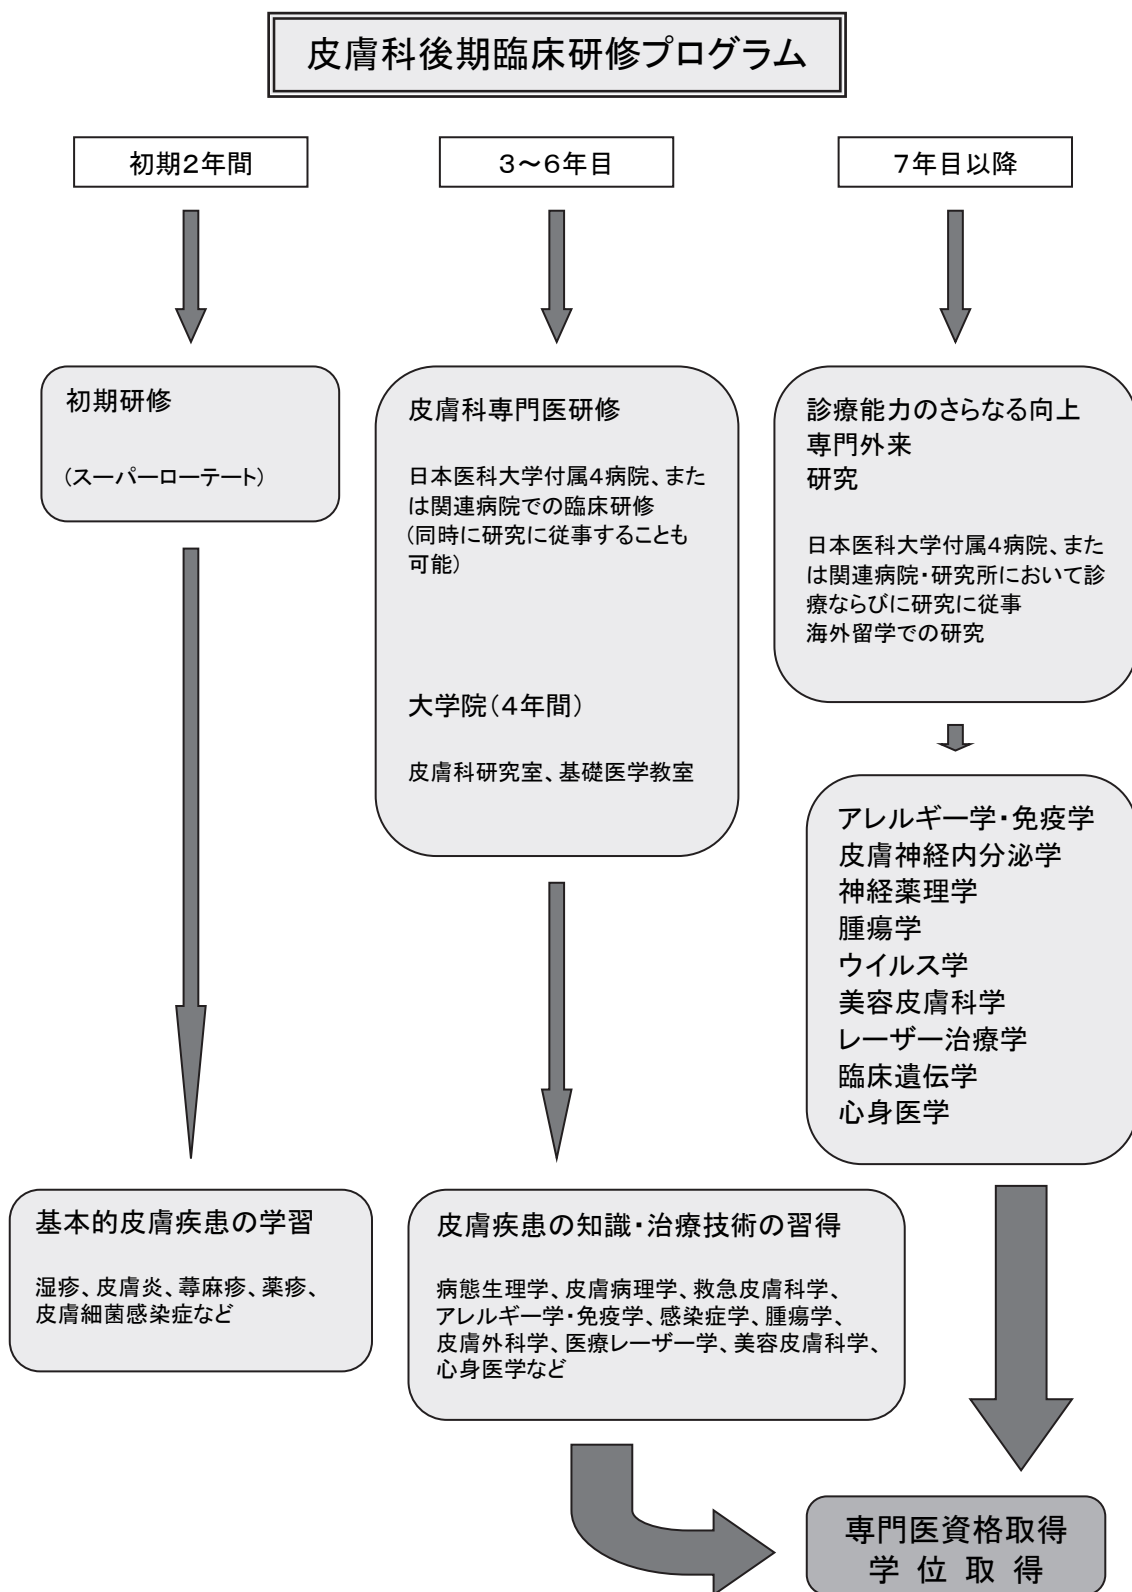 皮膚科後期臨床研修プログラム
初期2年間
3～6年目
7年目以降
初期研修
(スーパーローテート)
皮膚科専門医研修
日本医科大学付属4病院、また
は関連病院での臨床研修
(同時に研究に従事することも
可能)
大学院(4年間)
皮膚科研究室、基礎医学教室
診療能力のさらなる向上
専門外来
研究
日本医科大学付属4病院、また
は関連病院・研究所において診
療ならびに研究に従事
海外留学での研究
アレルギー学・免疫学
皮膚神経内分泌学
神経薬理学
腫瘍学
ウイルス学
美容皮膚科学
レーザー治療学
臨床遺伝学
心身医学
基本的皮膚疾患の学習
湿疹、皮膚炎、蕁麻疹、薬疹、
皮膚細菌感染症など
皮膚疾患の知識・治療技術の習得
病態生理学、皮膚病理学、救急皮膚科学、
アレルギー学・免疫学、感染症学、腫瘍学、
皮膚外科学、医療レーザー学、美容皮膚科学、
心身医学など
専門医資格取得
学 位 取 得